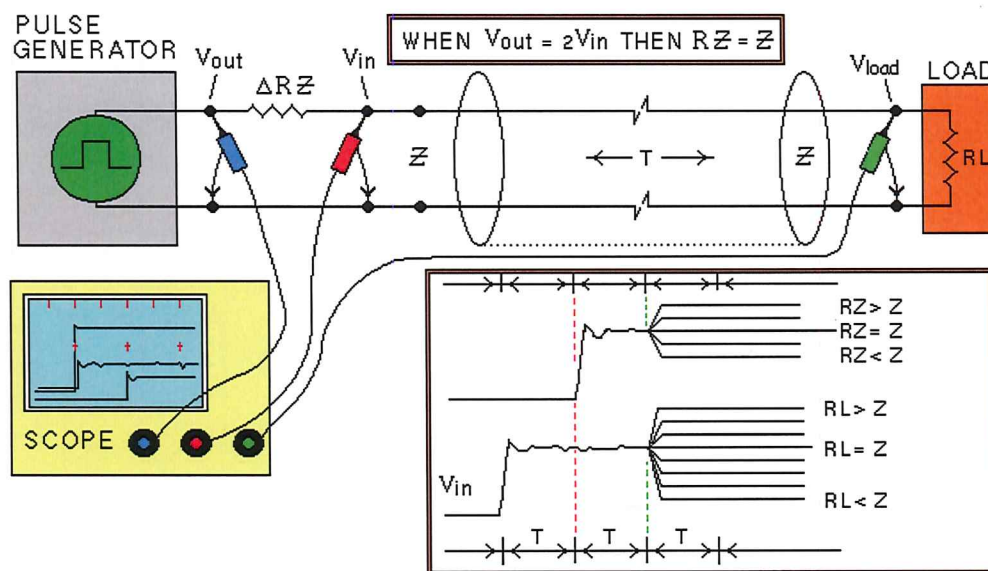 PULSE
GENERATOR
WHEN Vout = 2Vin THEN RZ = Z
Vout
Vin
ΔRZ
Vload
LOAD
Z
T
Z
RL
SCOPE
RZ > Z
RZ = Z
RZ < Z
RL > Z
RL = Z
RL < Z
Vin
T T T